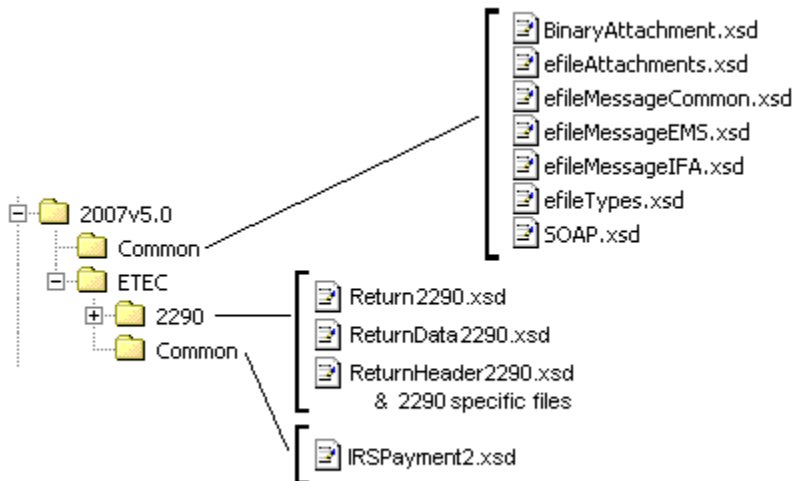 BinaryAttachment.xsd
efileAttachments.xsd
efileMessageCommon.xsd
efileMessageEMS.xsd
efileMessageIFA.xsd
efileTypes.xsd
SOAP.xsd
2007v5.0
Common
ETEC
2290
Common
Return2290.xsd
ReturnData2290.xsd
ReturnHeader2290.xsd
& 2290 specific files
IRSPayment2.xsd